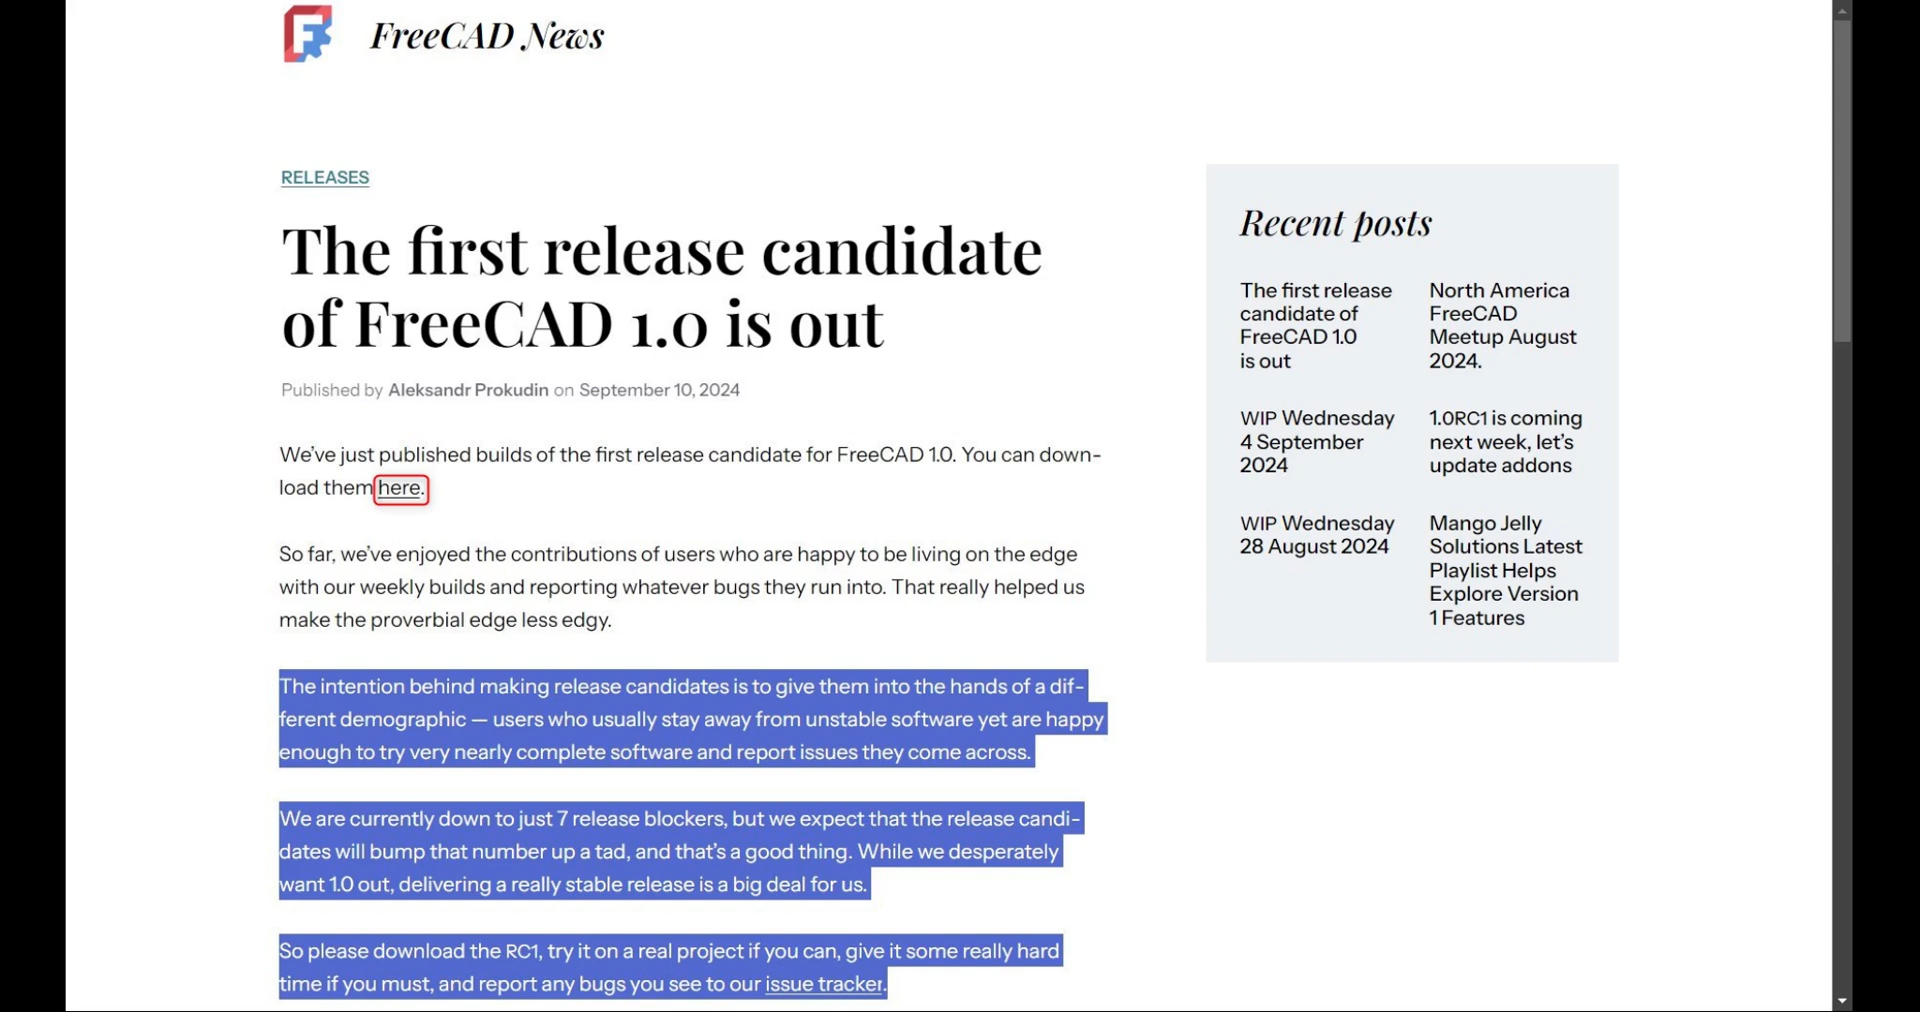 FreeCAD News
RELEASES
The first release candidate
of FreeCAD 1.0 is out
Published by Aleksandr Prokudin on September 10, 2024
We've just published builds of the first release candidate for FreeCAD 1.0. You can down-
load them here.
So far, we've enjoyed the contributions of users who are happy to be living on the edge
with our weekly builds and reporting whatever bugs they run into. That really helped us
make the proverbial edge less edgy.
The intention behind making release candidates is to give them into the hands of a dif-
ferent demographic — users who usually stay away from unstable software yet are happy
enough to try very nearly complete software and report issues they come across.
We are currently down to just 7 release blockers, but we expect that the release candi-
dates will bump that number up a tad, and that's a good thing. While we desperately
want 1.0 out, delivering a really stable release is a big deal for us.
So please download the RC1, try it on a real project if you can, give it some really hard
time if you must, and report any bugs you see to our issue tracker.
Recent posts
The first release
candidate of
FreeCAD 1.0
is out
North America
FreeCAD
Meetup August
2024.
WIP Wednesday
4 September
2024
1.0RC1 is coming
next week, let's
update addons
WIP Wednesday
28 August 2024
Mango Jelly
Solutions Latest
Playlist Helps
Explore Version
1 Features